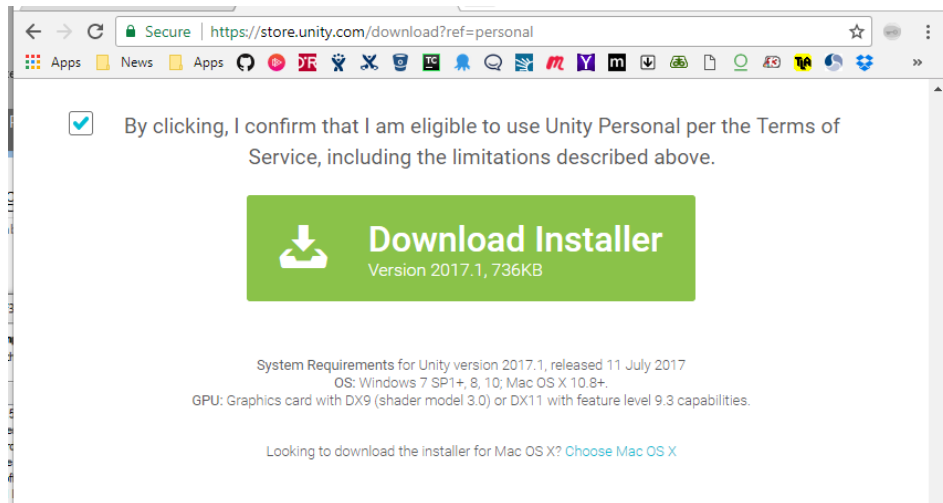 Secure | https://store.unity.com/download?ref=personal
Apps News Apps TC m Y m TLA »
By clicking, I confirm that I am eligible to use Unity Personal per the Terms of
Service, including the limitations described above.
Download Installer
Version 2017.1, 736KB
System Requirements for Unity version 2017.1, released 11 July 2017
OS: Windows 7 SP1+, 8, 10; Mac OS X 10.8+.
GPU: Graphics card with DX9 (shader model 3.0) or DX11 with feature level 9.3 capabilities.
Looking to download the installer for Mac OS X? Choose Mac OS X